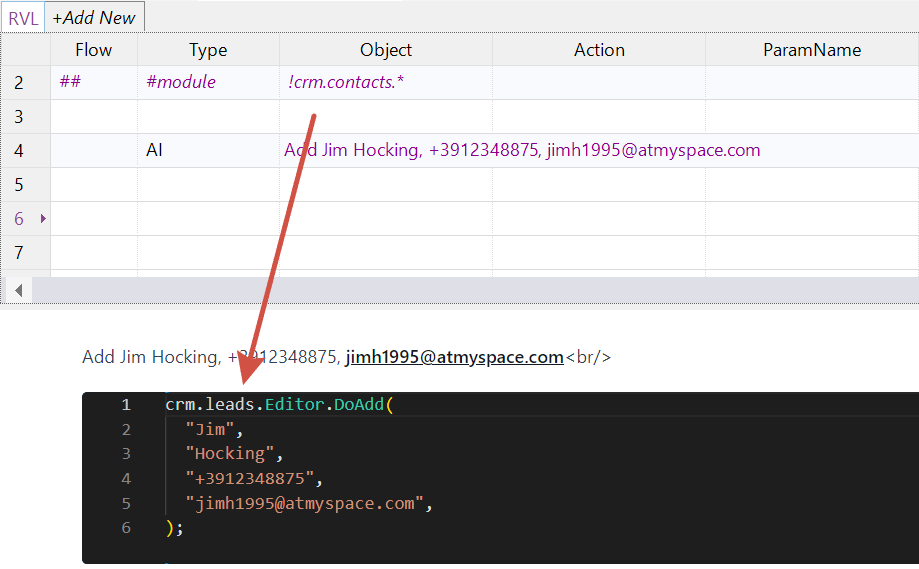 RVL +Add New
Flow Type Object Action ParamName
2 ## #module !crm.contacts.*
3
4 AI Add Jim Hocking, +3912348875, jimh1995@atmyspace.com
5
6
7
Add Jim Hocking, +3912348875, jimh1995@atmyspace.com<br/>
1 crm.leads.Editor.DoAdd(
2 "Jim",
3 "Hocking",
4 "+3912348875",
5 "jimh1995@atmyspace.com",
6 );